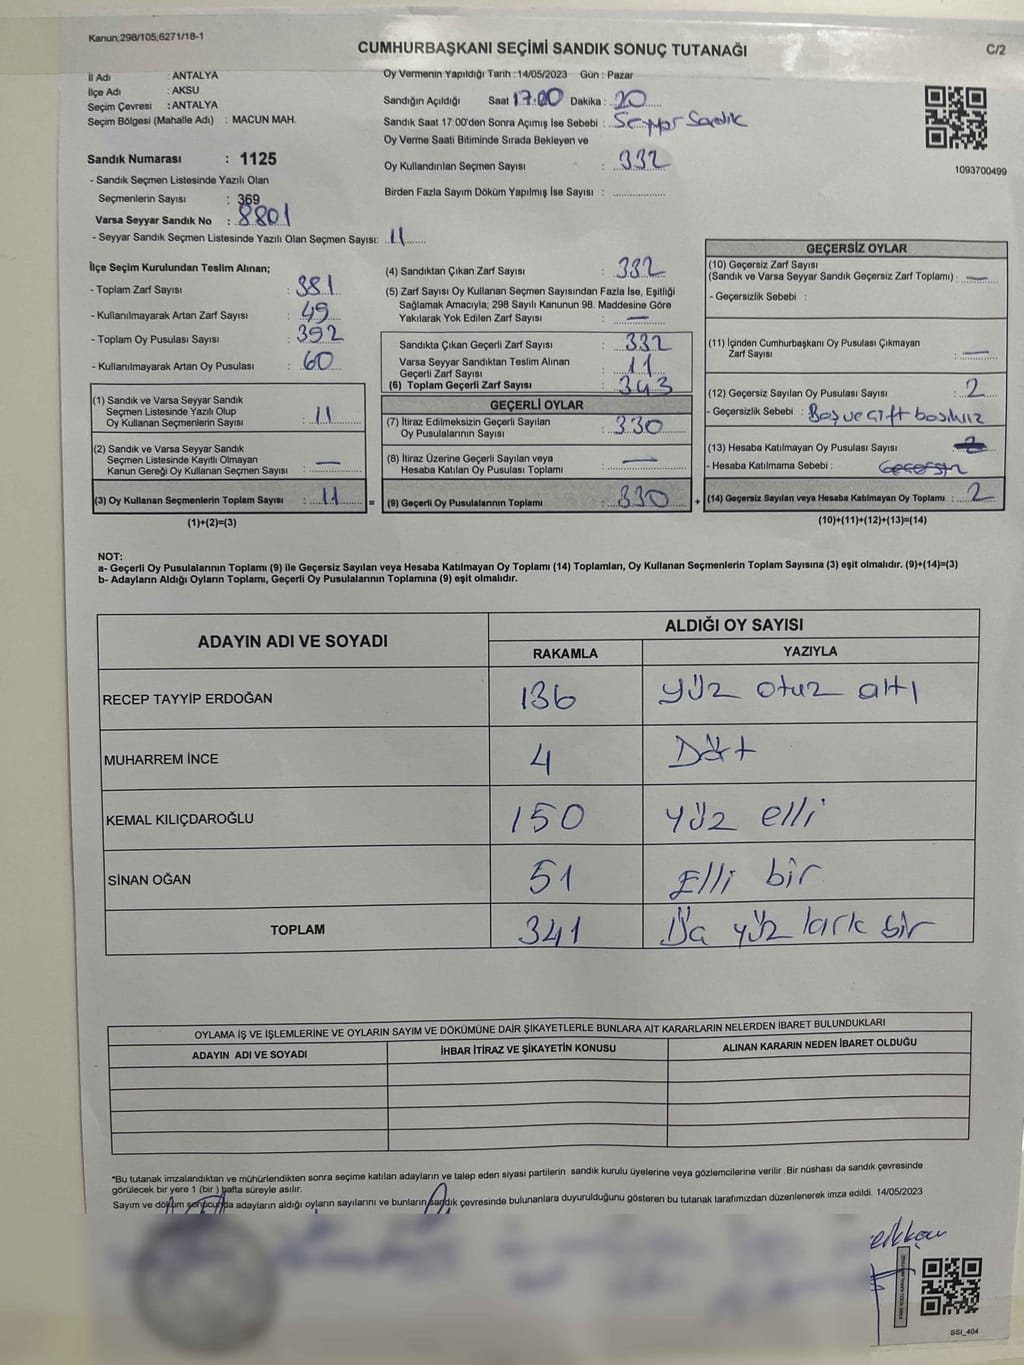 Kanun;298/105;6271/18-1
CUMHURBAŞKANI SEÇİMİ SANDIK SONUÇ TUTANAĞI
C/2
İl Adı : ANTALYA
İlçe Adı : AKSU
Seçim Çevresi : ANTALYA
Seçim Bölgesi (Mahalle Adı) : MACUN MAH.
Oy Vermenin Yapıldığı Tarih : 14/05/2023 Gün : Pazar
Sandığın Açıldığı Saat 17:00 Dakika : 20
Sandık Saat 17:00'den Sonra Açımış İse Sebebi : Seyyar Sandık
Oy Verme Saati Bitiminde Sırada Bekleyen ve
Oy Kullandırılan Seçmen Sayısı : 332
Birden Fazla Sayım Döküm Yapılmış İse Sayısı :
1093700499
Sandık Numarası : 1125
- Sandık Seçmen Listesinde Yazılı Olan
Seçmenlerin Sayısı : 369
Varsa Seyyar Sandık No : 8801
- Seyyar Sandık Seçmen Listesinde Yazılı Olan Seçmen Sayısı: 11
İlçe Seçim Kurulundan Teslim Alınan;
- Toplam Zarf Sayısı : 381
- Kullanılmayarak Artan Zarf Sayısı : 49
- Toplam Oy Pusulası Sayısı : 392
- Kullanılmayarak Artan Oy Pusulası : 60
(1) Sandık ve Varsa Seyyar Sandık
Seçmen Listesinde Yazılı Olup
Oy Kullanan Seçmenlerin Sayısı : 11
(2) Sandık ve Varsa Seyyar Sandık
Seçmen Listesinde Kayıtlı Olmayan
Kanun Gereği Oy Kullanan Seçmen Sayısı : —
(3) Oy Kullanan Seçmenlerin Toplam Sayısı : 11 =
(1)+(2)=(3)
(4) Sandıktan Çıkan Zarf Sayısı : 332
(5) Zarf Sayısı Oy Kullanan Seçmen Sayısından Fazla İse, Eşitliği
Sağlamak Amacıyla; 298 Sayılı Kanunun 98. Maddesine Göre
Yakılarak Yok Edilen Zarf Sayısı : —
Sandıkta Çıkan Geçerli Zarf Sayısı : 332
Varsa Seyyar Sandıktan Teslim Alınan
Geçerli Zarf Sayısı : 11
(6) Toplam Geçerli Zarf Sayısı : 343
GEÇERLİ OYLAR
(7) İtiraz Edilmeksizin Geçerli Sayılan
Oy Pusulalarının Sayısı : 330
(8) İtiraz Üzerine Geçerli Sayılan veya
Hesaba Katılan Oy Pusulası Toplamı : —
(9) Geçerli Oy Pusulalarının Toplamı : 330 +
GEÇERSİZ OYLAR
(10) Geçersiz Zarf Sayısı
(Sandık ve Varsa Seyyar Sandık Geçersiz Zarf Toplamı) : —
- Geçersizlik Sebebi :
(11) İçinden Cumhurbaşkanı Oy Pusulası Çıkmayan
Zarf Sayısı : —
(12) Geçersiz Sayılan Oy Pusulası Sayısı : 2
- Geçersizlik Sebebi : Boş ve çift basılmız
(13) Hesaba Katılmayan Oy Pusulası Sayısı : 2
- Hesaba Katılmama Sebebi :
(14) Geçersiz Sayılan veya Hesaba Katılmayan Oy Toplamı : 2
(10)+(11)+(12)+(13)=(14)
NOT:
a- Geçerli Oy Pusulalarının Toplamı (9) ile Geçersiz Sayılan veya Hesaba Katılmayan Oy Toplamı (14) Toplamları, Oy Kullanan Seçmenlerin Toplam Sayısına (3) eşit olmalıdır. (9)+(14)=(3)
b- Adayların Aldığı Oyların Toplamı, Geçerli Oy Pusulalarının Toplamına (9) eşit olmalıdır.
ADAYIN ADI VE SOYADI
ALDIĞI OY SAYISI
RAKAMLA YAZIYLA
RECEP TAYYİP ERDOĞAN 136 yüz otuz altı
MUHARREM İNCE 4 Dört
KEMAL KILIÇDAROĞLU 150 yüz elli
SİNAN OĞAN 51 Elli bir
TOPLAM 341 Üç yüz kırk bir
OYLAMA İŞ VE İŞLEMLERİNE VE OYLARIN SAYIM VE DÖKÜMÜNE DAİR ŞİKAYETLERLE BUNLARA AİT KARARLARIN NELERDEN İBARET BULUNDUKLARI
ADAYIN ADI VE SOYADI İHBAR İTİRAZ VE ŞİKAYETİN KONUSU ALINAN KARARIN NEDEN İBARET OLDUĞU
*Bu tutanak imzalandıktan ve mühürlendikten sonra seçime katılan adayların ve talep eden siyasi partilerin sandık kurulu üyelerine veya gözlemcilerine verilir .Bir nüshası da sandık çevresinde
görülecek bir yere 1 (bir ) hafta süreyle asılır.
Sayım ve döküm sonucunda adayların aldığı oyların sayılarını ve bunların sandık çevresinde bulunanlara duyurulduğunu gösteren bu tutanak tarafımızdan düzenlenerek imza edildi. 14/05/2023
SSI_404